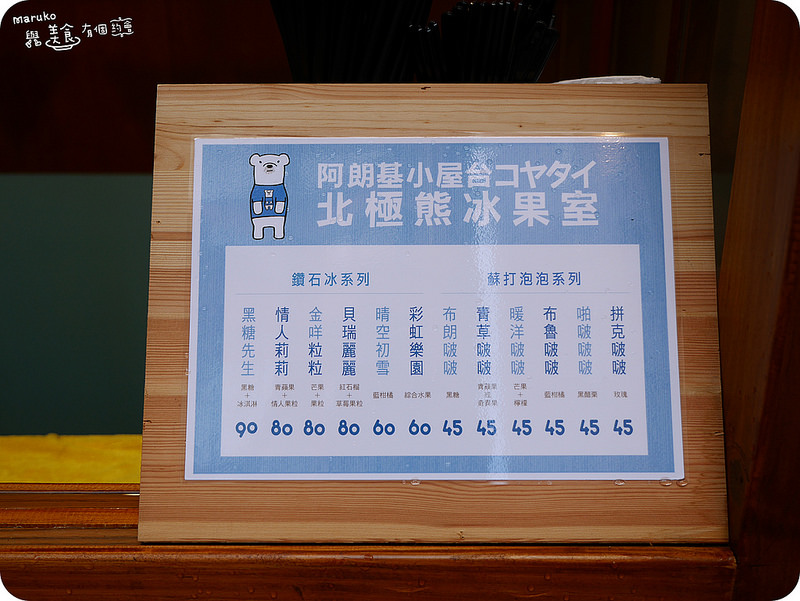 maruko
與美食有個約會
阿朗基小屋台コヤタイ
北極熊冰果室
鑽石冰系列
黑糖先生
黑糖
+
冰淇淋
90
情人莉莉
青蘋果
+
情人果粒
80
金咩粒粒
芒果
+
果粒
80
貝瑞麗麗
紅石榴
+
草莓果粒
80
晴空初雪
藍柑橘
60
彩虹樂園
綜合水果
60
蘇打泡泡系列
布朗啵啵
黑糖
45
青草啵啵
青蘋果
或
奇異果
45
暖洋啵啵
芒果
+
檸檬
45
布魯啵啵
藍柑橘
45
啪啵啵啵
黑醋栗
45
拼克啵啵
玫瑰
45